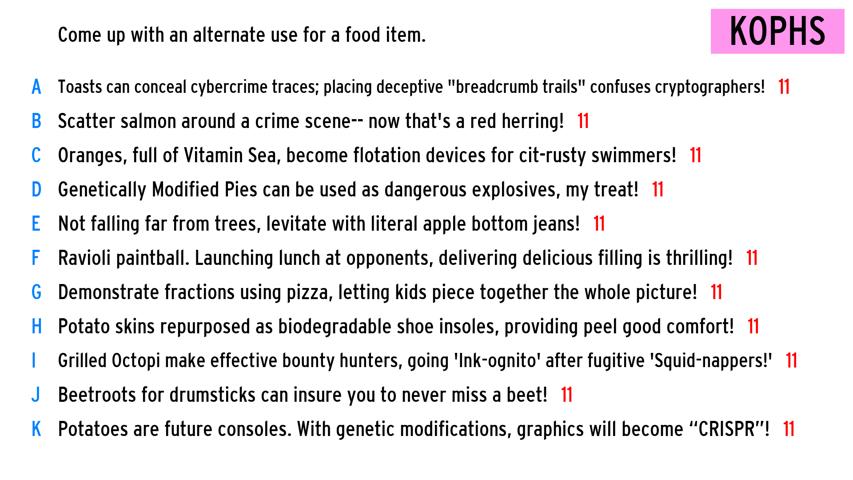 Come up with an alternate use for a food item.
KOPHS
A Toasts can conceal cybercrime traces; placing deceptive "breadcrumb trails" confuses cryptographers! 11
B Scatter salmon around a crime scene-- now that's a red herring! 11
C Oranges, full of Vitamin Sea, become flotation devices for cit-rusty swimmers! 11
D Genetically Modified Pies can be used as dangerous explosives, my treat! 11
E Not falling far from trees, levitate with literal apple bottom jeans! 11
F Ravioli paintball. Launching lunch at opponents, delivering delicious filling is thrilling! 11
G Demonstrate fractions using pizza, letting kids piece together the whole picture! 11
H Potato skins repurposed as biodegradable shoe insoles, providing peel good comfort! 11
I Grilled Octopi make effective bounty hunters, going 'Ink-ognito' after fugitive 'Squid-nappers!' 11
J Beetroots for drumsticks can insure you to never miss a beet! 11
K Potatoes are future consoles. With genetic modifications, graphics will become “CRISPR”! 11